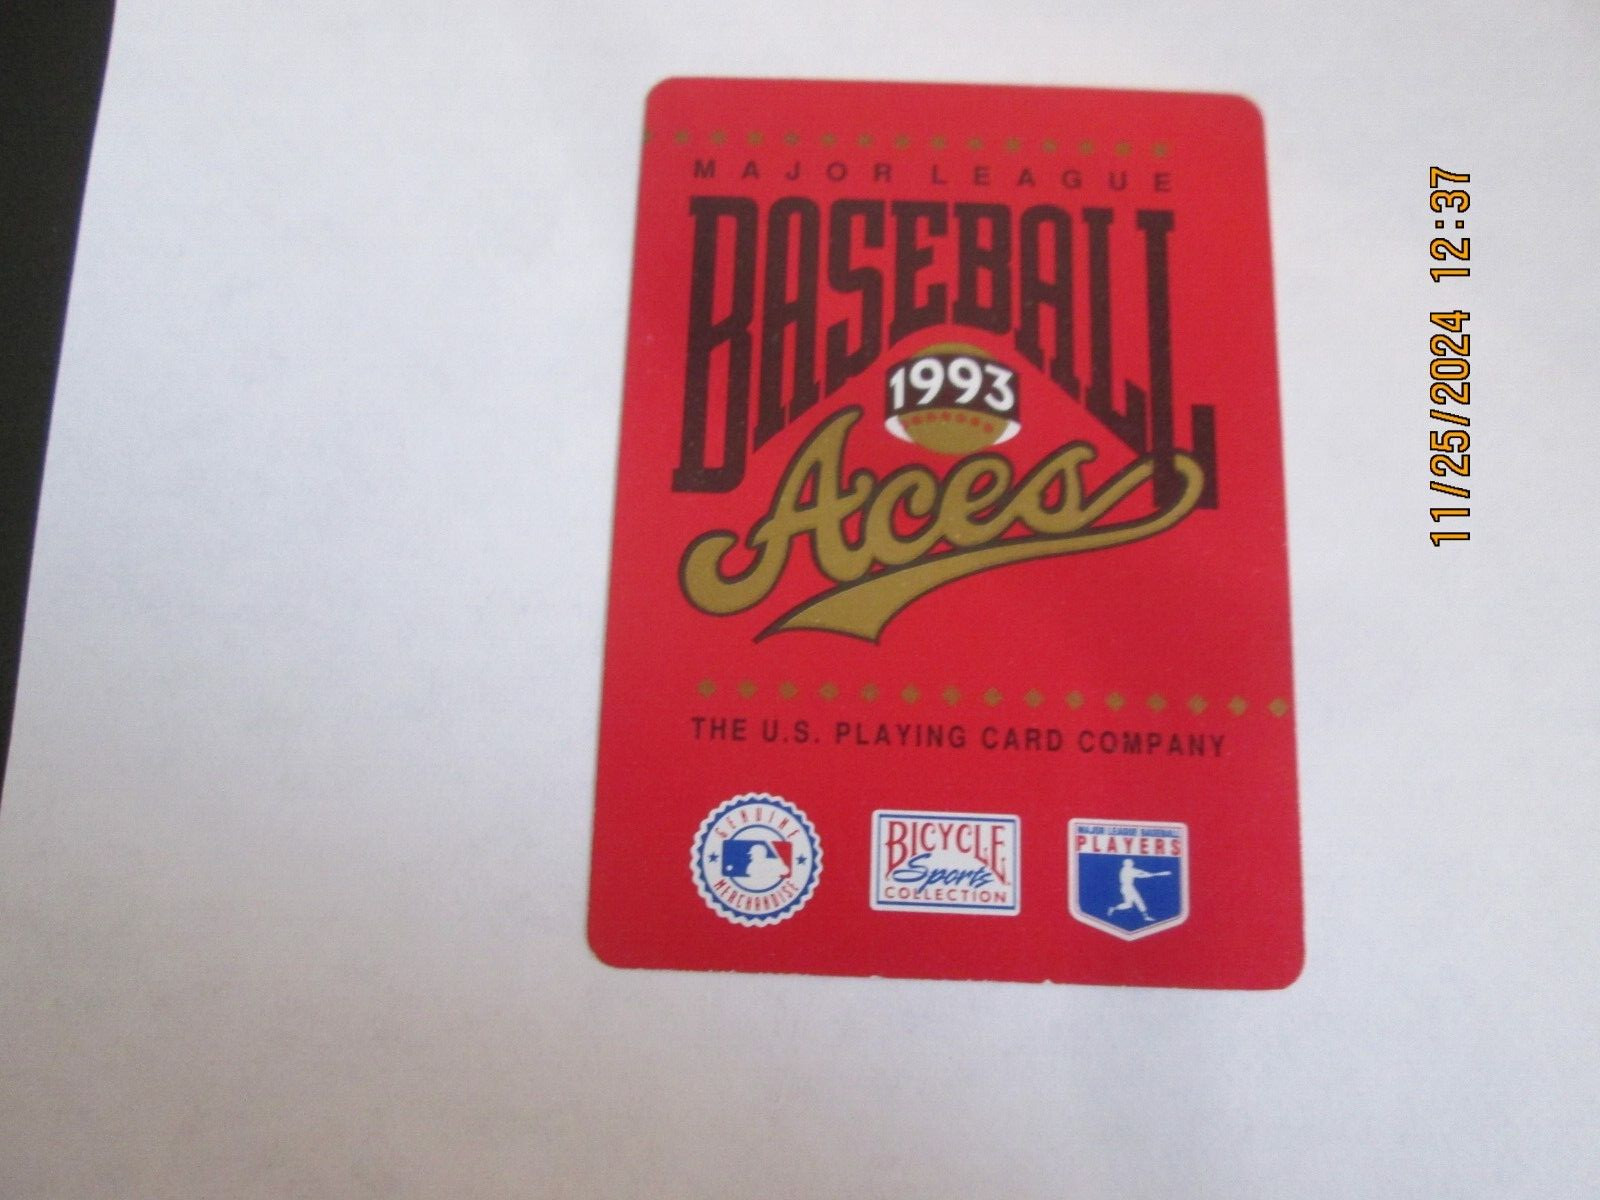 MAJOR LEAGUE
BASEBALL
1993
Aces
THE U.S. PLAYING CARD COMPANY
GENUINE
MERCHANDISE
BICYCLE
Sports
COLLECTION
MAJOR LEAGUE BASEBALL
PLAYERS
11/25/2024 12:37